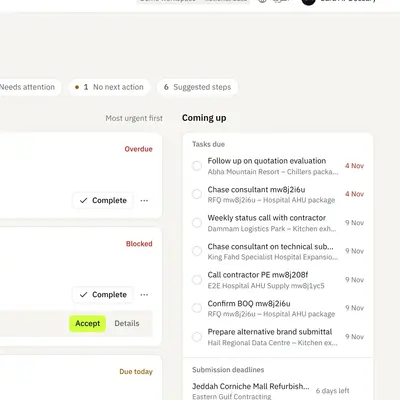 Needs attention
1 No next action
6 Suggested steps
Most urgent first
Overdue
Complete
Blocked
Complete
Accept
Details
Due today
Coming up
Tasks due
Follow up on quotation evaluation
4 Nov
Abha Mountain Resort – Chillers packa...
Chase consultant mw8j2i6u
4 Nov
RFQ mw8j2i6u – Hospital AHU package
Weekly status call with contractor
9 Nov
Dammam Logistics Park – Kitchen exh...
Chase consultant on technical sub...
9 Nov
King Fahd Specialist Hospital Expansio...
Call contractor PE mw8j208f
9 Nov
E2E Hospital AHU Supply mw8j1yc5
Confirm BOQ mw8j2i6u
9 Nov
RFQ mw8j2i6u – Hospital AHU package
Prepare alternative brand submittal
9 Nov
Hail Regional Data Centre – Kitchen ex...
Submission deadlines
Jeddah Corniche Mall Refurbish...
6 days left
Eastern Gulf Contracting